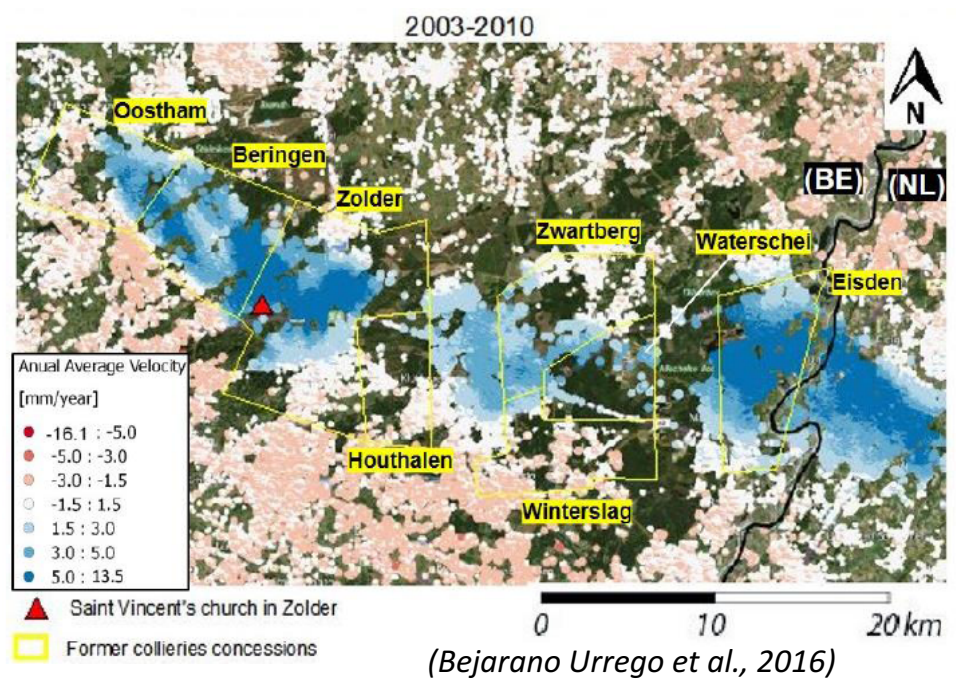 2003-2010
N
Oostham
Beringen
(BE)
(NL)
Zolder
Zwartberg
Waterschei
Eisden
Anual Average Velocity
[mm/year]
-16.1 : -5.0
-5.0 : -3.0
-3.0 : -1.5
-1.5 : 1.5
1.5 : 3.0
3.0 : 5.0
5.0 : 13.5
Houthalen
Winterslag
Saint Vincent's church in Zolder
Former collieries concessions
0 10 20 km
(Bejarano Urrego et al., 2016)